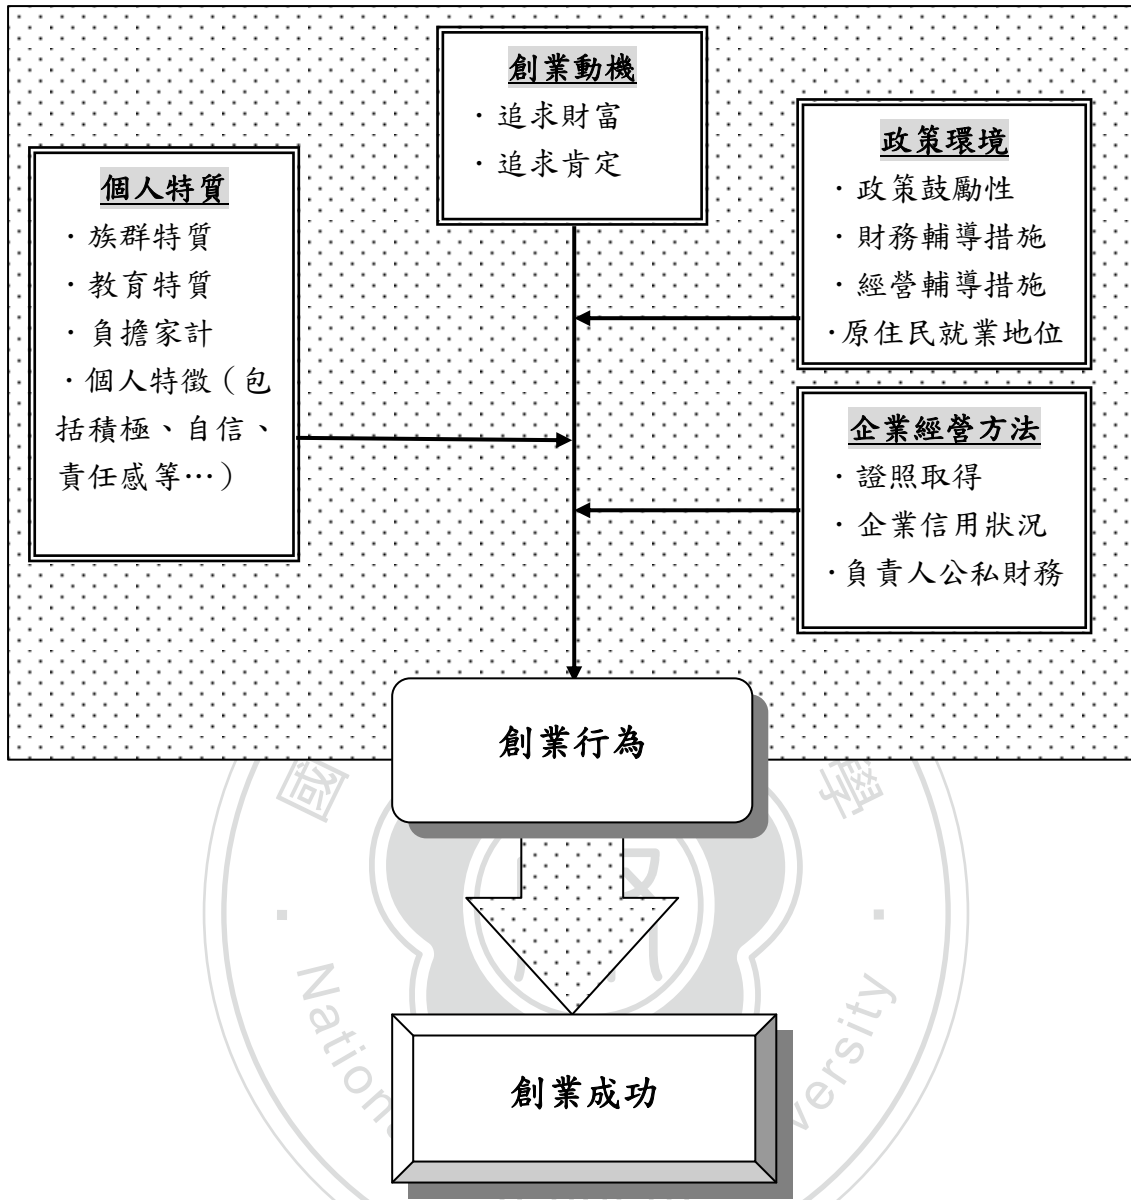 創業動機
・追求財富
・追求肯定
政策環境
・政策鼓勵性
・財務輔導措施
・經營輔導措施
・原住民就業地位
個人特質
・族群特質
・教育特質
・負擔家計
・個人特徵（包
括積極、自信、
責任感等…）
企業經營方法
・證照取得
・企業信用狀況
・負責人公私財務
創業行為
國
學
創業成功